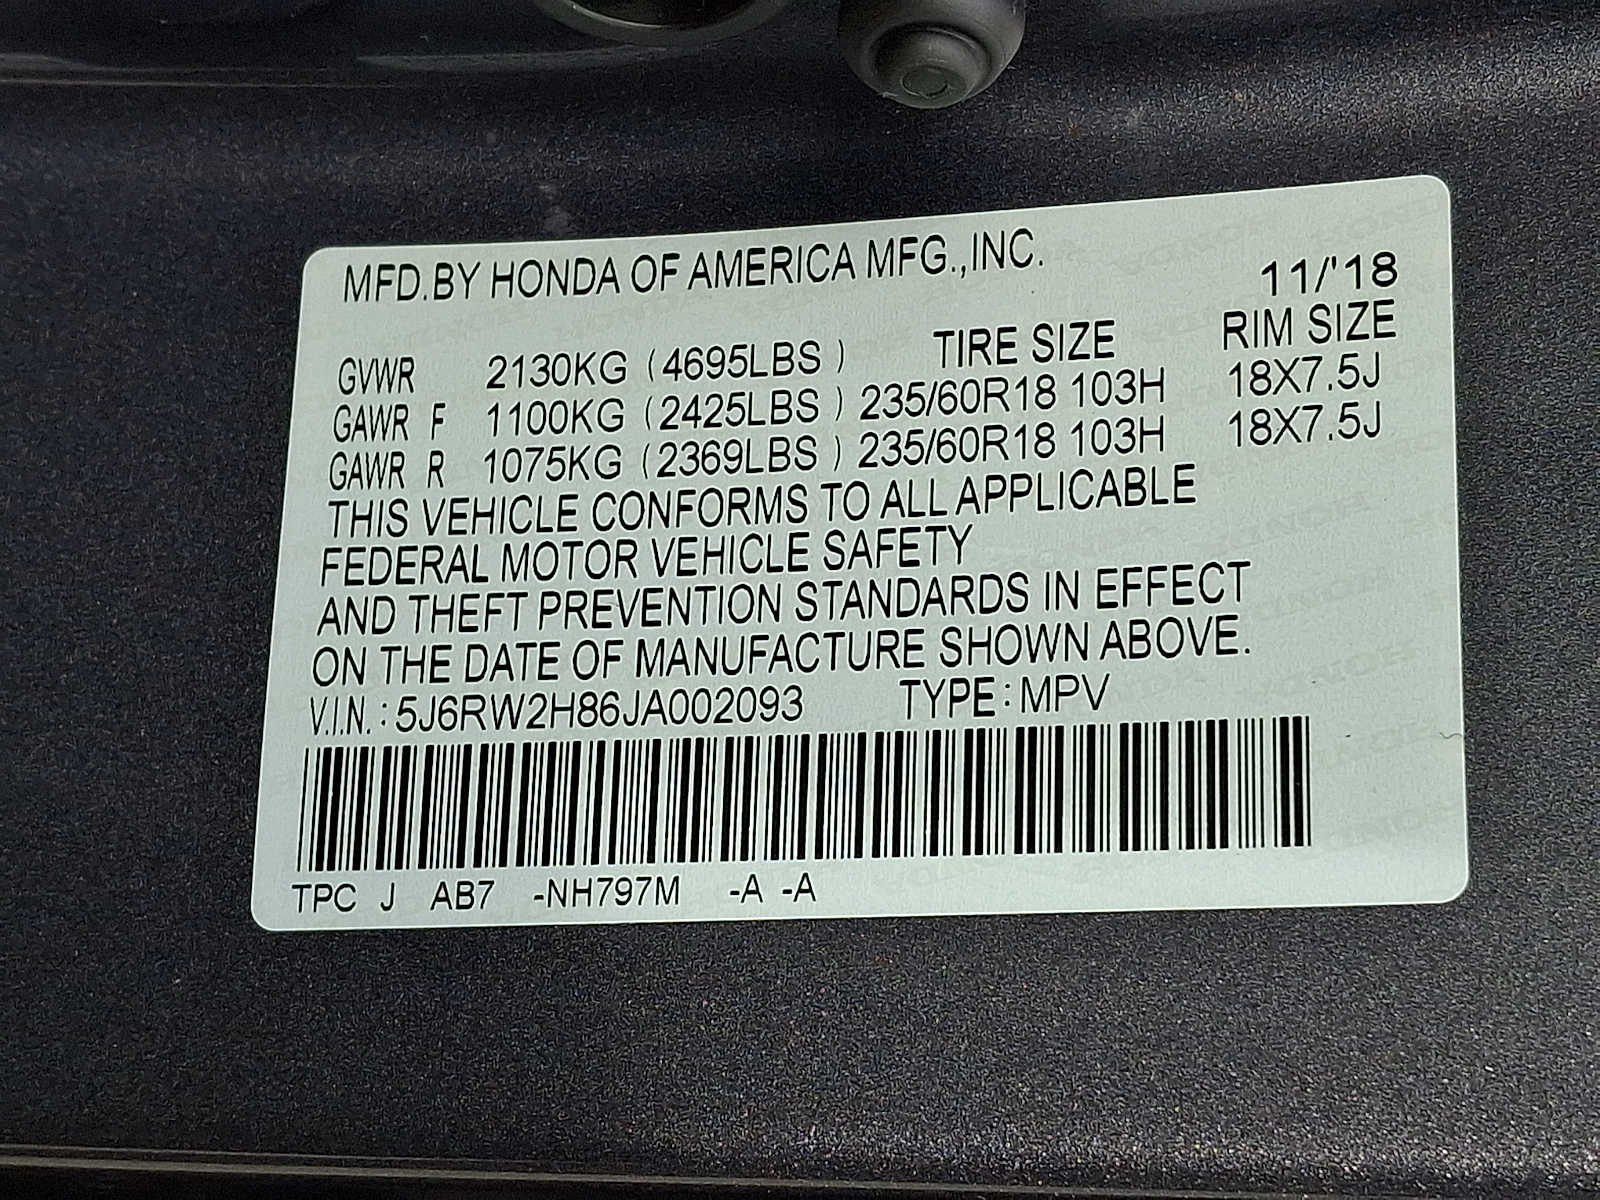 MFD.BY HONDA OF AMERICA MFG.,INC.
11/'18
TIRE SIZE RIM SIZE
GVWR 2130KG (4695LBS)
GAWR F 1100KG (2425LBS) 235/60R18 103H 18X7.5J
GAWR R 1075KG (2369LBS) 235/60R18 103H 18X7.5J
THIS VEHICLE CONFORMS TO ALL APPLICABLE
FEDERAL MOTOR VEHICLE SAFETY
AND THEFT PREVENTION STANDARDS IN EFFECT
ON THE DATE OF MANUFACTURE SHOWN ABOVE.
V.I.N.: 5J6RW2H86JA002093 TYPE: MPV
TPC J AB7 -NH797M -A -A